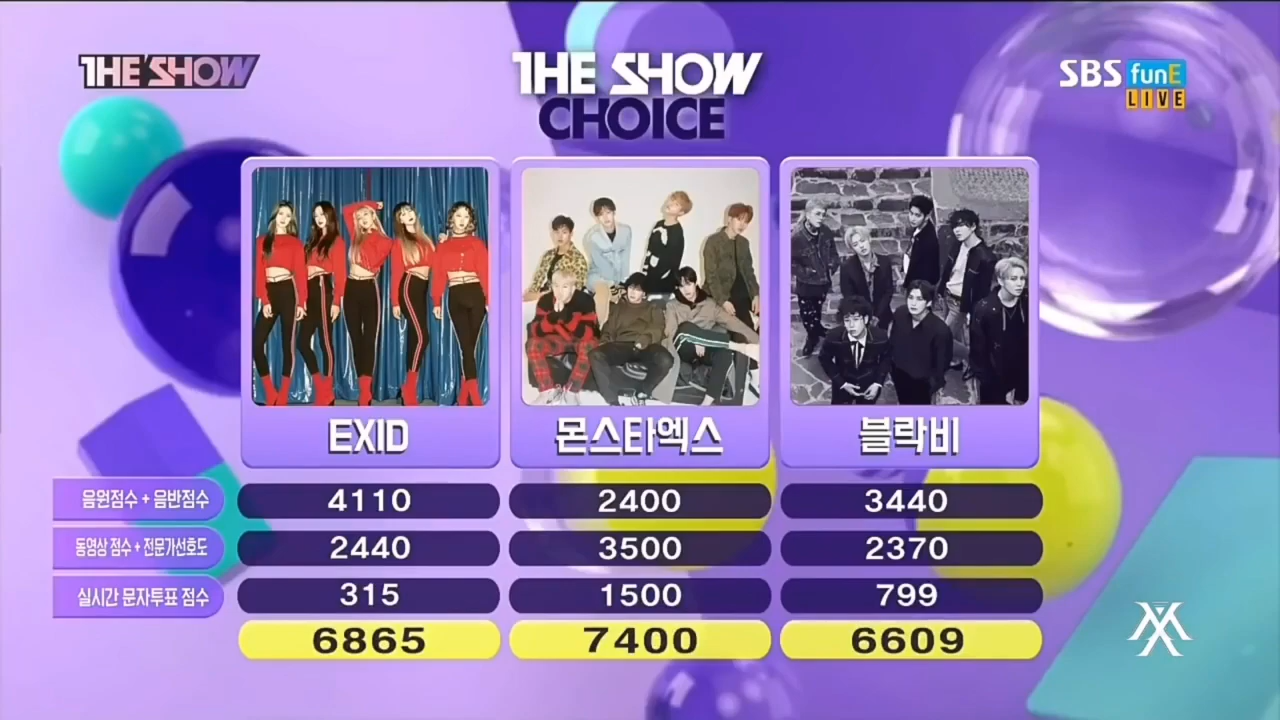 THE SHOW
THE SHOW
CHOICE
SBS funE
LIVE
EXID
몬스타엑스
블락비
음원점수 + 음반점수
4110
2400
3440
동영상 점수 + 전문가선호도
2440
3500
2370
실시간 문자투표 점수
315
1500
799
6865
7400
6609